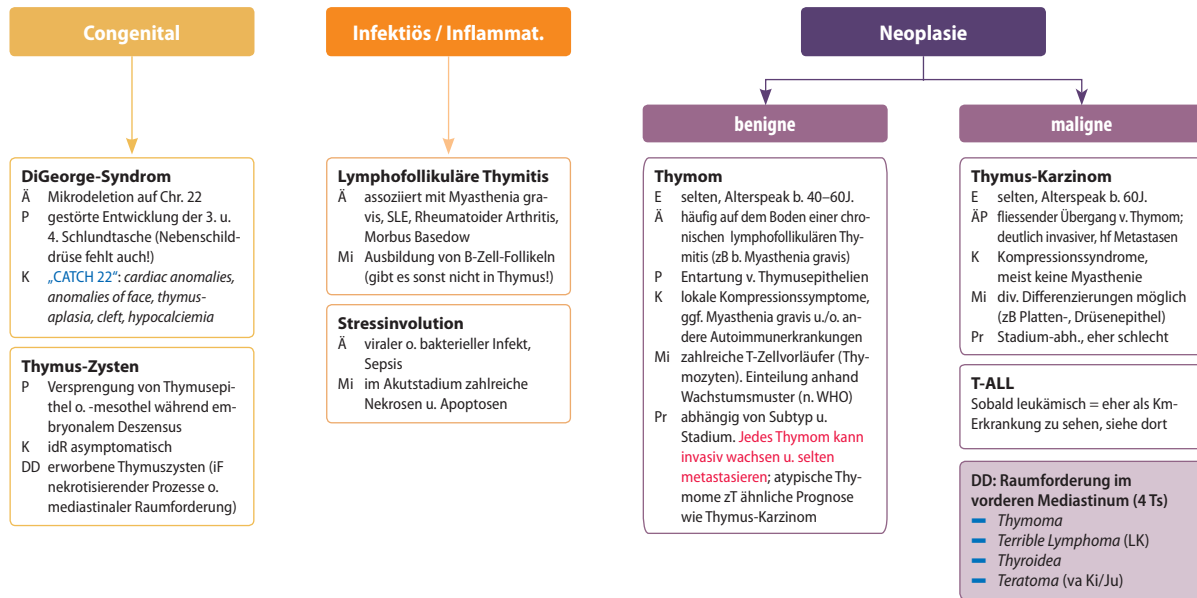 Congenital
DiGeorge-Syndrom
Ä Mikrodeletion auf Chr. 22
P gestörte Entwicklung der 3. u.
4. Schlundtasche (Nebenschild-
drüse fehlt auch!)
K „CATCH 22“: cardiac anomalies,
anomalies of face, thymus-
aplasia, cleft, hypocalciemia
Thymus-Zysten
P Versprengung von Thymusepi-
thel o. -mesothel während em-
bryonalem Deszensus
K idR asymptomatisch
DD erworbene Thymuszysten (iF
nekrotisierender Prozesse o.
mediastinaler Raumforderung)
Infektiös / Inflammat.
Lymphofollikuläre Thymitis
Ä assoziiert mit Myasthenia gra-
vis, SLE, Rheumatoider Arthritis,
Morbus Basedow
Mi Ausbildung von B-Zell-Follikeln
(gibt es sonst nicht in Thymus!)
Stressinvolution
Ä viraler o. bakterieller Infekt,
Sepsis
Mi im Akutstadium zahlreiche
Nekrosen u. Apoptosen
Neoplasie
benigne
Thymom
E selten, Alterspeak b. 40–60J.
Ä häufig auf dem Boden einer chro-
nischen lymphofollikulären Thy-
mitis (zB b. Myasthenia gravis)
P Entartung v. Thymusepithelien
K lokale Kompressionssymptome,
ggf. Myasthenia gravis u./o. an-
dere Autoimmunerkrankungen
Mi zahlreiche T-Zellvorläufer (Thy-
mozyten). Einteilung anhand
Wachstumsmuster (n. WHO)
Pr abhängig von Subtyp u.
Stadium. Jedes Thymom kann
invasiv wachsen u. selten
metastasieren; atypische Thy-
mome zT ähnliche Prognose
wie Thymus-Karzinom
maligne
Thymus-Karzinom
E selten, Alterspeak b. 60J.
ÄP fliessender Übergang v. Thymom;
deutlich invasiver, hf Metastasen
K Kompressionssyndrome,
meist keine Myasthenie
Mi div. Differenzierungen möglich
(zB Platten-, Drüsenepithel)
Pr Stadium-abh., eher schlecht
T-ALL
Sobald leukämisch = eher als Km-
Erkrankung zu sehen, siehe dort
DD: Raumforderung im
vorderen Mediastinum (4 Ts)
Thymoma
Terrible Lymphoma (LK)
Thyroidea
Teratoma (va Ki/Ju)